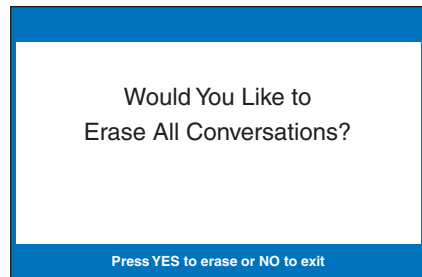 Would You Like to
Erase All Conversations?
Press YES to erase or NO to exit